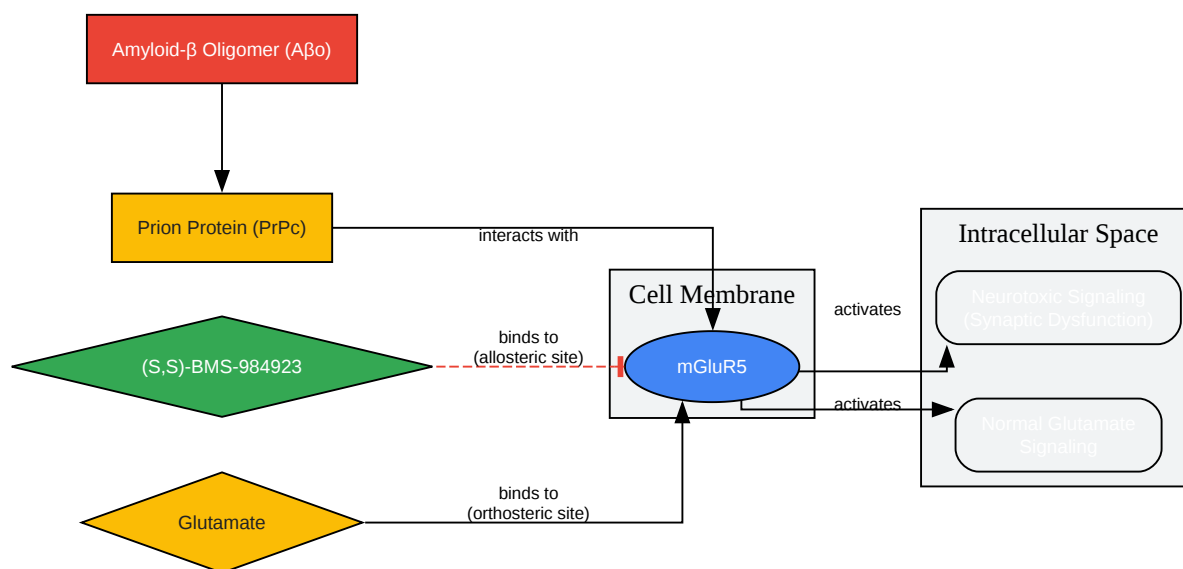 Amyloid-β Oligomer (Aβo)
Prion Protein (PrPc)
interacts with
Intracellular Space
Cell Membrane
activates
Neurotoxic Signaling
(Synaptic Dysfunction)
(S,S)-BMS-984923
binds to
(allosteric site)
mGluR5
activates
Normal Glutamate
Signaling
Glutamate
binds to
(orthosteric site)